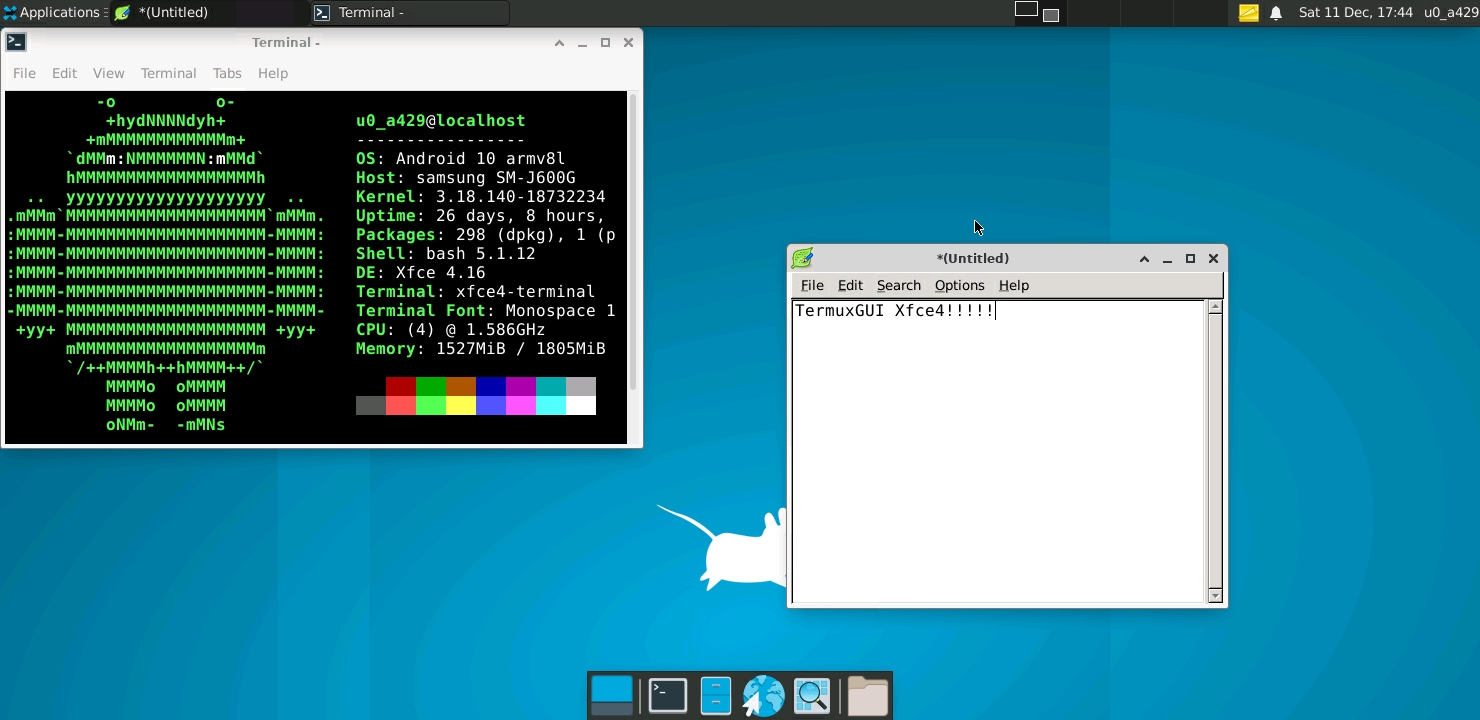 Applications *(Untitled) Terminal - Sat 11 Dec, 17:44 u0_a429
Terminal -
File Edit View Terminal Tabs Help
-o o-
+hydNNNNdyh+
+mMMMMMMMMMMMMm+
`dMMm:NMMMMMMN:mMMd`
hMMMMMMMMMMMMMMMMMMh
.. yyyyyyyyyyyyyyyyyyyy ..
.mMMm`MMMMMMMMMMMMMMMMMMMM`mMMm.
:MMMM-MMMMMMMMMMMMMMMMMMMM-MMMM:
:MMMM-MMMMMMMMMMMMMMMMMMMM-MMMM:
:MMMM-MMMMMMMMMMMMMMMMMMMM-MMMM:
:MMMM-MMMMMMMMMMMMMMMMMMMM-MMMM:
-MMMM-MMMMMMMMMMMMMMMMMMMM-MMMM-
+yy+ MMMMMMMMMMMMMMMMMMMM +yy+
mMMMMMMMMMMMMMMMMMMm
`/++MMMMh++hMMMM++/`
MMMMo oMMMM
MMMMo oMMMM
oNMm- -mMNs
u0_a429@localhost
-----------------
OS: Android 10 armv8l
Host: samsung SM-J600G
Kernel: 3.18.140-18732234
Uptime: 26 days, 8 hours,
Packages: 298 (dpkg), 1 (p
Shell: bash 5.1.12
DE: Xfce 4.16
Terminal: xfce4-terminal
Terminal Font: Monospace 1
CPU: (4) @ 1.586GHz
Memory: 1527MiB / 1805MiB
*(Untitled)
File Edit Search Options Help
TermuxGUI Xfce4!!!!!